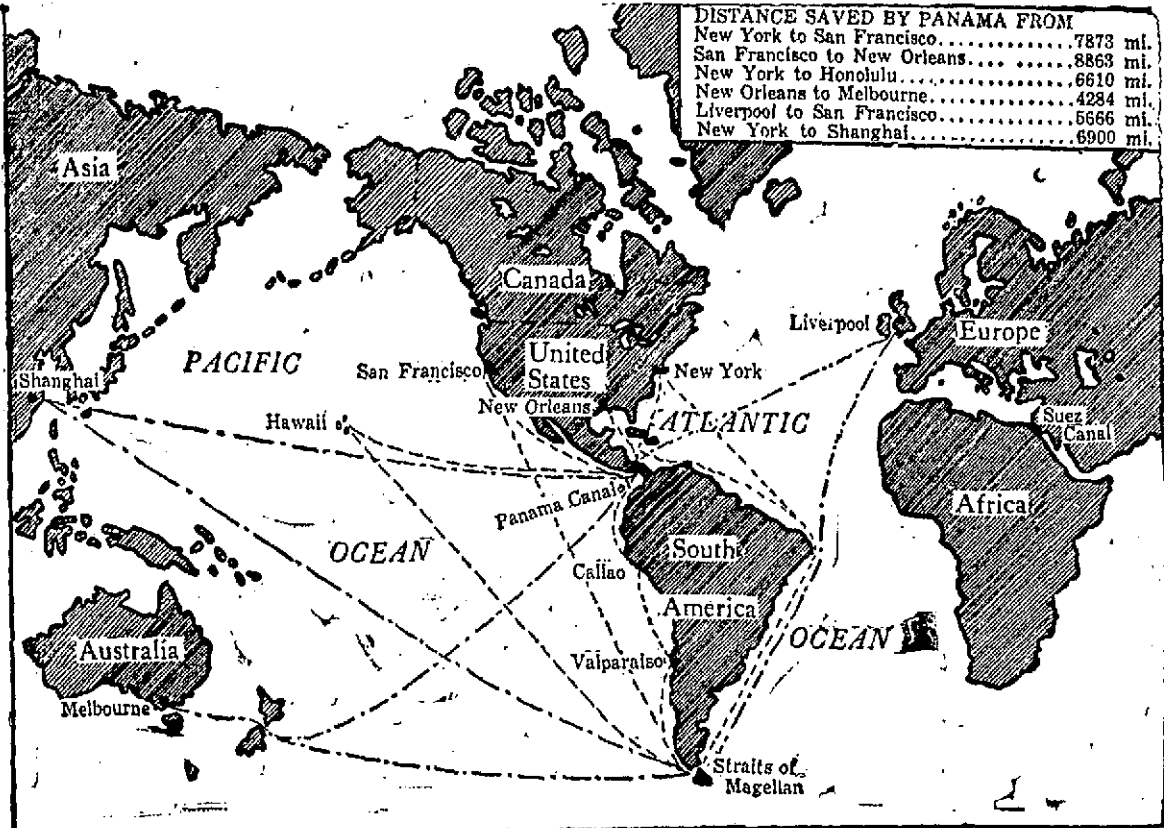 DISTANCE SAVED BY PANAMA FROM
New York to San Francisco.............7873 mi.
San Francisco to New Orleans.... ......8863 mi.
New York to Honolulu..................6610 mi.
New Orleans to Melbourne..............4284 mi.
Liverpool to San Francisco............5666 mi.
New York to Shanghai..................6900 mi.
Asia
Canada
Liverpool
Europe
PACIFIC
United
States
San Francisco
New York
Shanghai
New Orleans
ATLANTIC
Hawaii
Suez
Canal
Panama Canal
Africa
OCEAN
South
America
Callao
OCEAN
Australia
Valparaiso
Melbourne
Straits of
Magellan